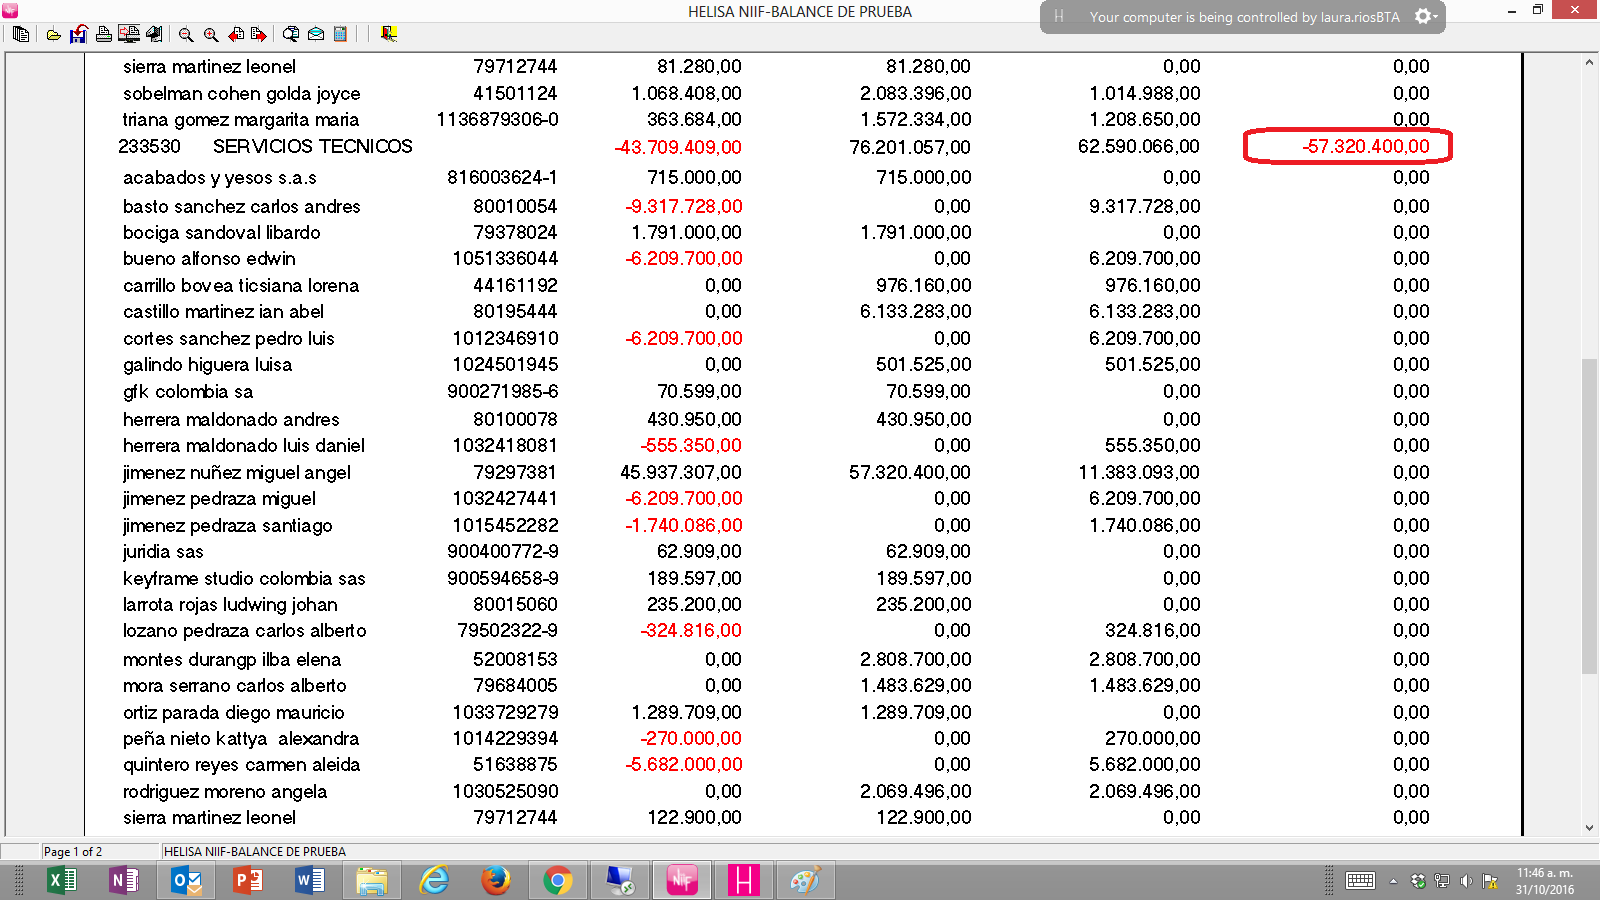 HELISA NIIF-BALANCE DE PRUEBA
H Your computer is being controlled by laura.riosBTA
sierra martinez leonel 79712744 81.280,00 81.280,00 0,00 0,00
sobelman cohen golda joyce 41501124 1.068.408,00 2.083.396,00 1.014.988,00 0,00
triana gomez margarita maria 1136879306-0 363.684,00 1.572.334,00 1.208.650,00 0,00
233530 SERVICIOS TECNICOS -43.709.409,00 76.201.057,00 62.590.066,00 -57.320.400,00
acabados y yesos s.a.s 816003624-1 715.000,00 715.000,00 0,00 0,00
basto sanchez carlos andres 80010054 -9.317.728,00 0,00 9.317.728,00 0,00
bociga sandoval libardo 79378024 1.791.000,00 1.791.000,00 0,00 0,00
bueno alfonso edwin 1051336044 -6.209.700,00 0,00 6.209.700,00 0,00
carrillo bovea ticsiana lorena 44161192 0,00 976.160,00 976.160,00 0,00
castillo martinez ian abel 80195444 0,00 6.133.283,00 6.133.283,00 0,00
cortes sanchez pedro luis 1012346910 -6.209.700,00 0,00 6.209.700,00 0,00
galindo higuera luisa 1024501945 0,00 501.525,00 501.525,00 0,00
gfk colombia sa 900271985-6 70.599,00 70.599,00 0,00 0,00
herrera maldonado andres 80100078 430.950,00 430.950,00 0,00 0,00
herrera maldonado luis daniel 1032418081 -555.350,00 0,00 555.350,00 0,00
jimenez nuñez miguel angel 79297381 45.937.307,00 57.320.400,00 11.383.093,00 0,00
jimenez pedraza miguel 1032427441 -6.209.700,00 0,00 6.209.700,00 0,00
jimenez pedraza santiago 1015452282 -1.740.086,00 0,00 1.740.086,00 0,00
juridia sas 900400772-9 62.909,00 62.909,00 0,00 0,00
keyframe studio colombia sas 900594658-9 189.597,00 189.597,00 0,00 0,00
larrota rojas ludwing johan 80015060 235.200,00 235.200,00 0,00 0,00
lozano pedraza carlos alberto 79502322-9 -324.816,00 0,00 324.816,00 0,00
montes durangp ilba elena 52008153 0,00 2.808.700,00 2.808.700,00 0,00
mora serrano carlos alberto 79684005 0,00 1.483.629,00 1.483.629,00 0,00
ortiz parada diego mauricio 1033729279 1.289.709,00 1.289.709,00 0,00 0,00
peña nieto kattya alexandra 1014229394 -270.000,00 0,00 270.000,00 0,00
quintero reyes carmen aleida 51638875 -5.682.000,00 0,00 5.682.000,00 0,00
rodriguez moreno angela 1030525090 0,00 2.069.496,00 2.069.496,00 0,00
sierra martinez leonel 79712744 122.900,00 122.900,00 0,00 0,00
Page 1 of 2 HELISA NIIF-BALANCE DE PRUEBA
NIIF H 11:46 a. m.
31/10/2016